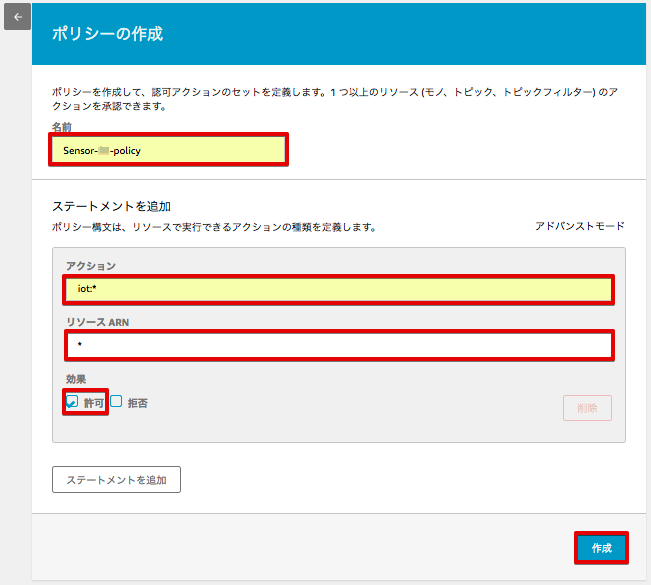 ポリシーの作成
ポリシーを作成して、認可アクションのセットを定義します。1 つ以上のリソース (モノ、トピック、トピックフィルター) のア
クションを承認できます。
名前
Sensor- -policy
ステートメントを追加
ポリシー構文は、リソースで実行できるアクションの種類を定義します。
アドバンストモード
アクション
iot:*
リソース ARN
*
効果
許可 拒否
削除
ステートメントを追加
作成